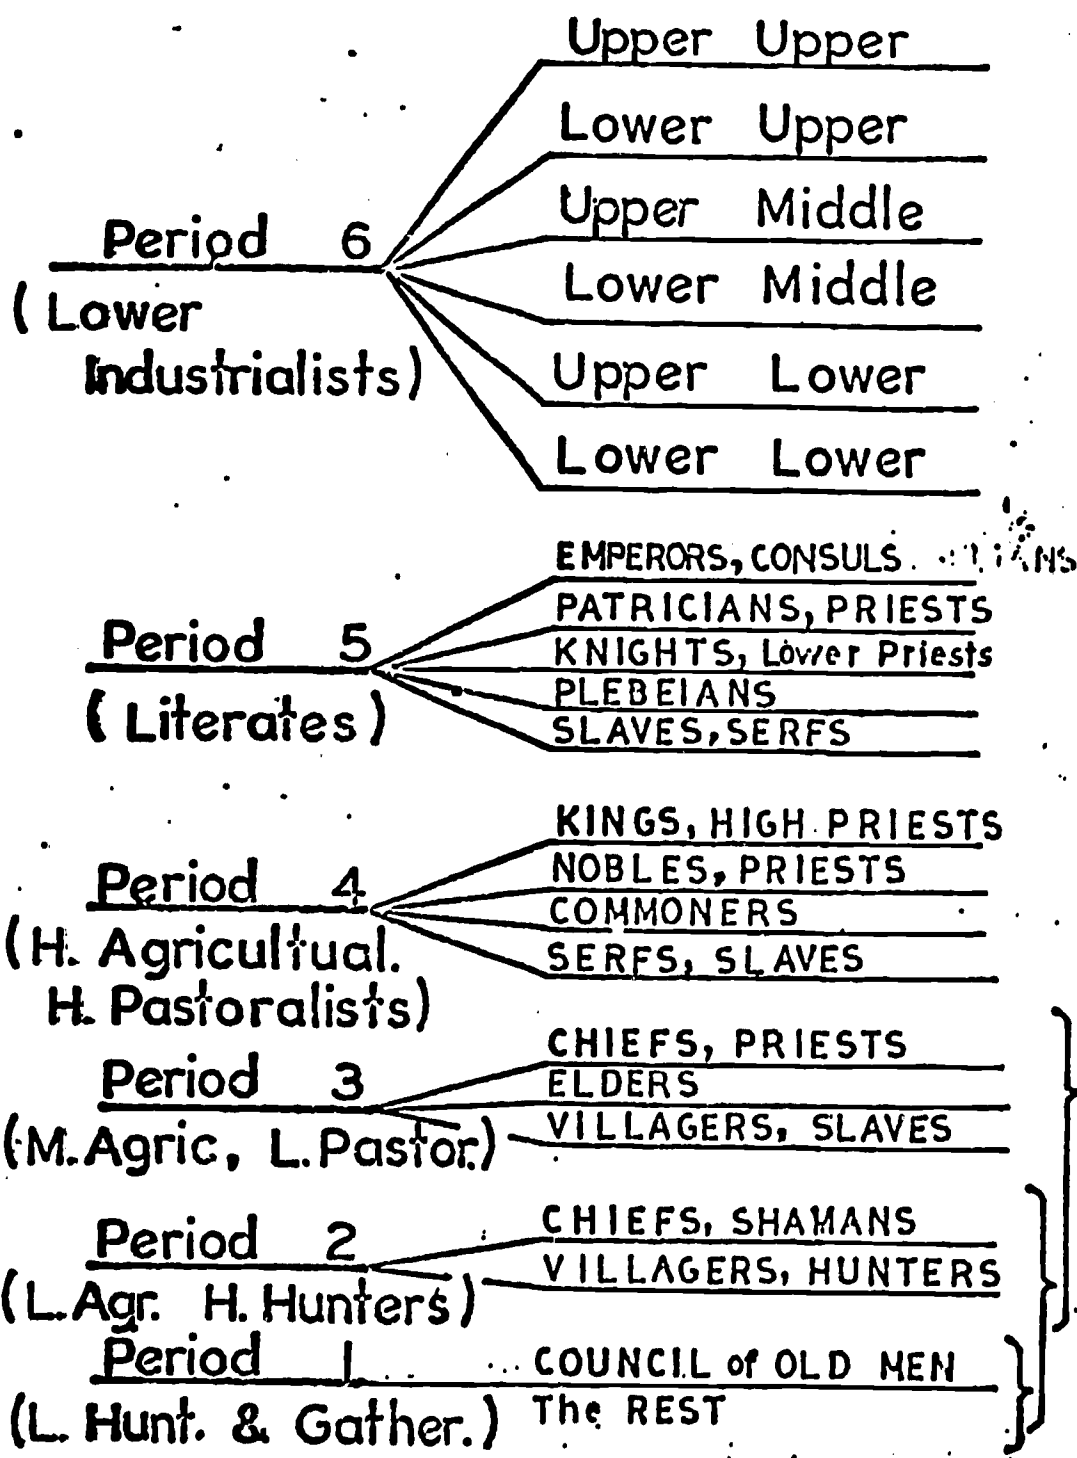 Upper Upper
Lower Upper
Upper Middle
Lower Middle
Upper Lower
Lower Lower
Period 6
(Lower
Industrialists)
EMPERORS, CONSULS
PATRICIANS, PRIESTS
KNIGHTS, Lower Priests
PLEBEIANS
SLAVES, SERFS
Period 5
(Literates)
KINGS, HIGH PRIESTS
NOBLES, PRIESTS
COMMONERS
SERFS, SLAVES
Period 4
(H. Agricultual.
H. Pastoralists)
CHIEFS, PRIESTS
ELDERS
VILLAGERS, SLAVES
Period 3
(M. Agric, L. Pastor.)
CHIEFS, SHAMANS
VILLAGERS, HUNTERS
Period 2
(L. Agr. H. Hunters)
COUNCIL of OLD MEN
The REST
Period 1
(L. Hunt. & Gather.)